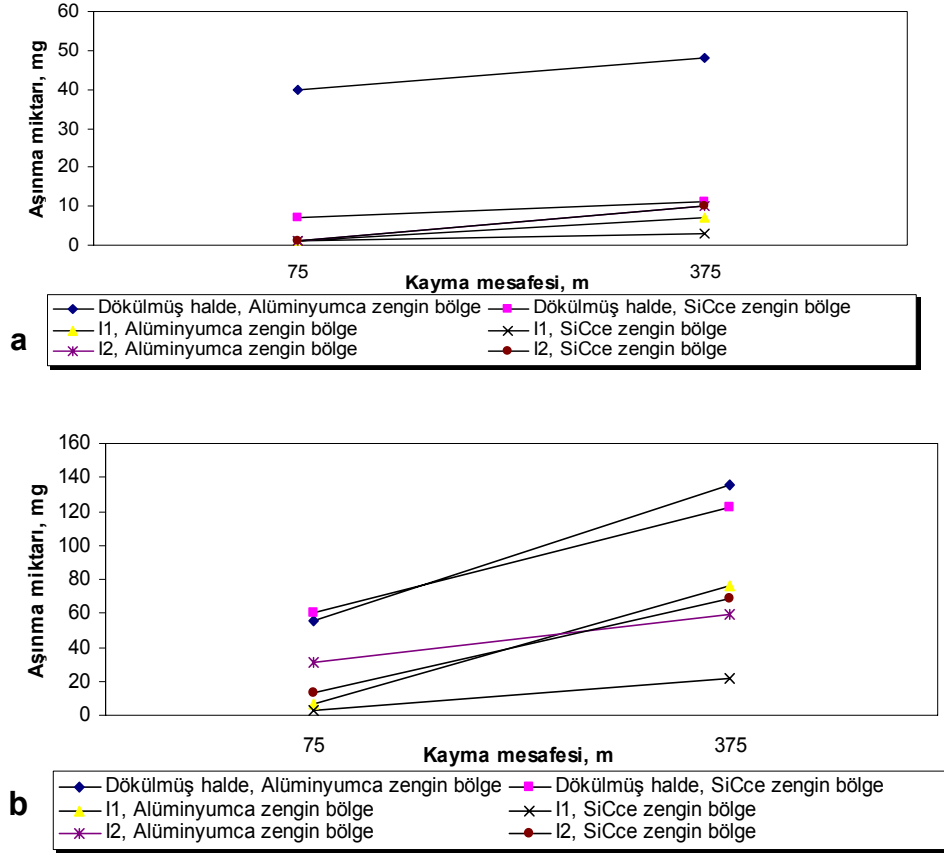 60
50
40
30
20
10
0
Aşınma miktarı, mg
75
375
Kayma mesafesi, m
Dökülmüş halde, Alüminyumca zengin bölge
Dökülmüş halde, SiCce zengin bölge
I1, Alüminyumca zengin bölge
I1, SiCce zengin bölge
I2, Alüminyumca zengin bölge
I2, SiCce zengin bölge
a
160
140
120
100
80
60
40
20
0
Aşınma miktarı, mg
75
375
Kayma mesafesi, m
Dökülmüş halde, Alüminyumca zengin bölge
Dökülmüş halde, SiCce zengin bölge
I1, Alüminyumca zengin bölge
I1, SiCce zengin bölge
I2, Alüminyumca zengin bölge
I2, SiCce zengin bölge
b